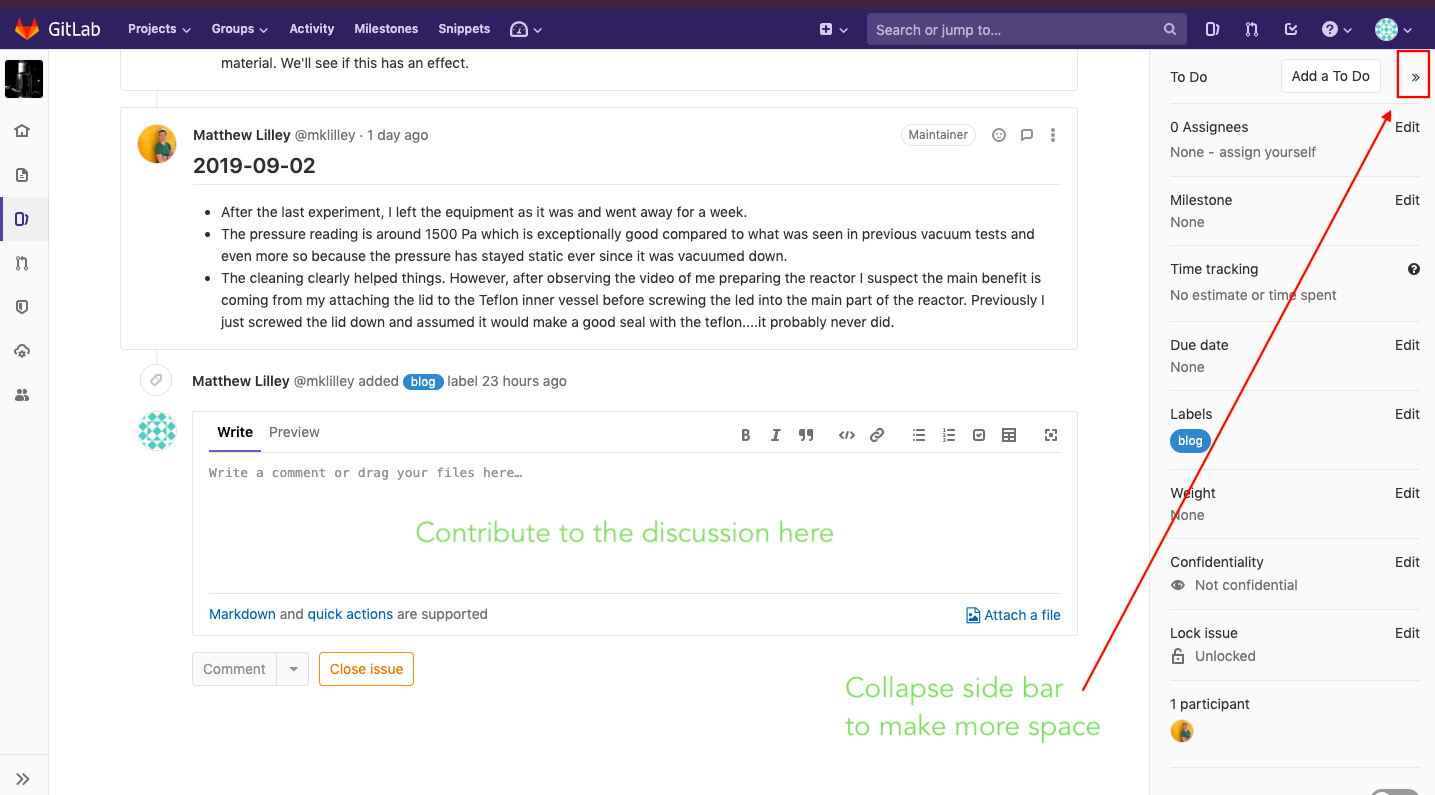 GitLab
Projects
Groups
Activity
Milestones
Snippets
Search or jump to…
material. We'll see if this has an effect.
Matthew Lilley @mklilley · 1 day ago
Maintainer
2019-09-02
• After the last experiment, I left the equipment as it was and went away for a week.
• The pressure reading is around 1500 Pa which is exceptionally good compared to what was seen in previous vacuum tests and
even more so because the pressure has stayed static ever since it was vacuumed down.
• The cleaning clearly helped things. However, after observing the video of me preparing the reactor I suspect the main benefit is
coming from my attaching the lid to the Teflon inner vessel before screwing the led into the main part of the reactor. Previously I
just screwed the lid down and assumed it would make a good seal with the teflon....it probably never did.
Matthew Lilley @mklilley added blog label 23 hours ago
Write
Preview
Write a comment or drag your files here…
Contribute to the discussion here
Markdown and quick actions are supported
Attach a file
Comment
Close issue
Collapse side bar
to make more space
To Do
Add a To Do
0 Assignees
Edit
None - assign yourself
Milestone
Edit
None
Time tracking
No estimate or time spent
Due date
Edit
None
Labels
Edit
blog
Weight
Edit
None
Confidentiality
Edit
Not confidential
Lock issue
Edit
Unlocked
1 participant